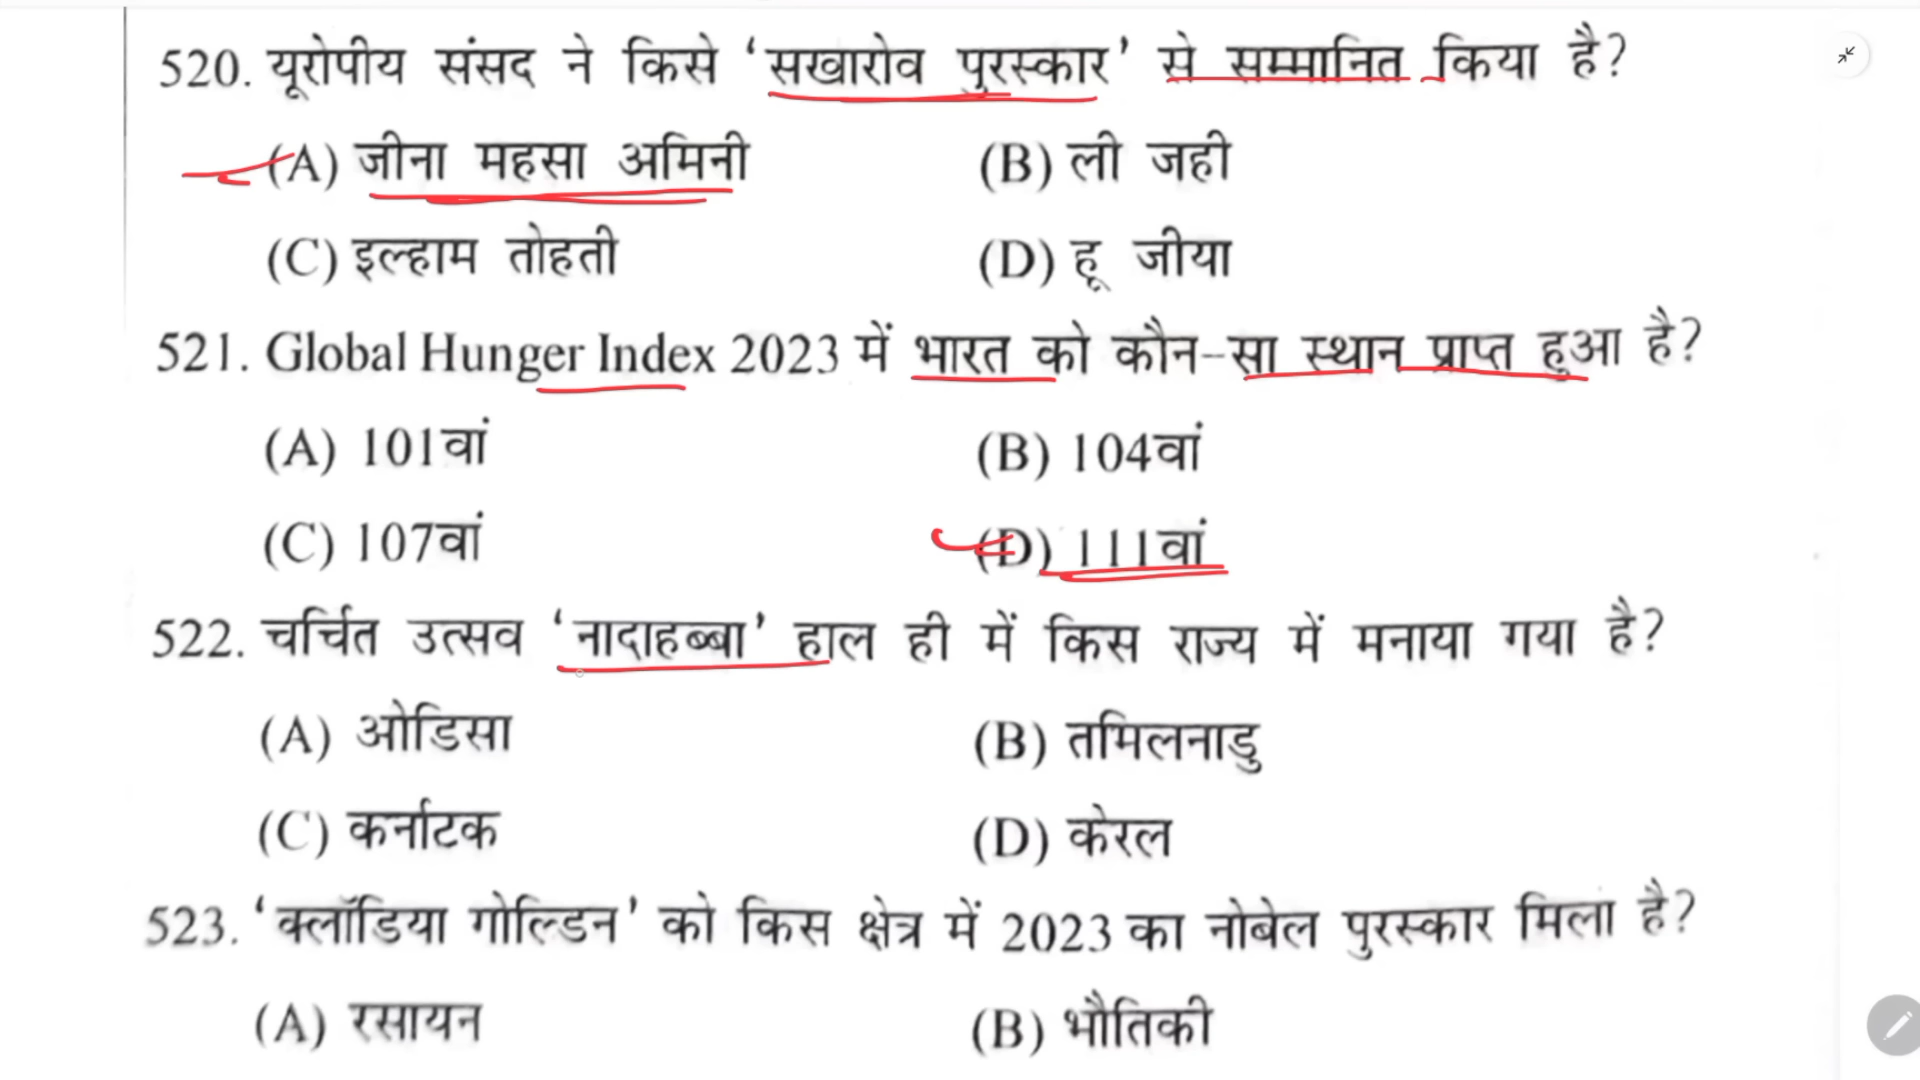 520. यूरोपीय संसद ने किसे ‘सखारोव पुरस्कार’ से सम्मानित किया है?
(A) जीना महसा अमिनी (B) ली जही
(C) इल्हाम तोहती (D) हू जीया
521. Global Hunger Index 2023 में भारत को कौन-सा स्थान प्राप्त हुआ है?
(A) 101वां (B) 104वां
(C) 107वां (D) 111वां
522. चर्चित उत्सव ‘नादाहब्बा’ हाल ही में किस राज्य में मनाया गया है?
(A) ओडिसा (B) तमिलनाडु
(C) कर्नाटक (D) केरल
523. ‘क्लॉडिया गोल्डिन’ को किस क्षेत्र में 2023 का नोबेल पुरस्कार मिला है?
(A) रसायन (B) भौतिकी